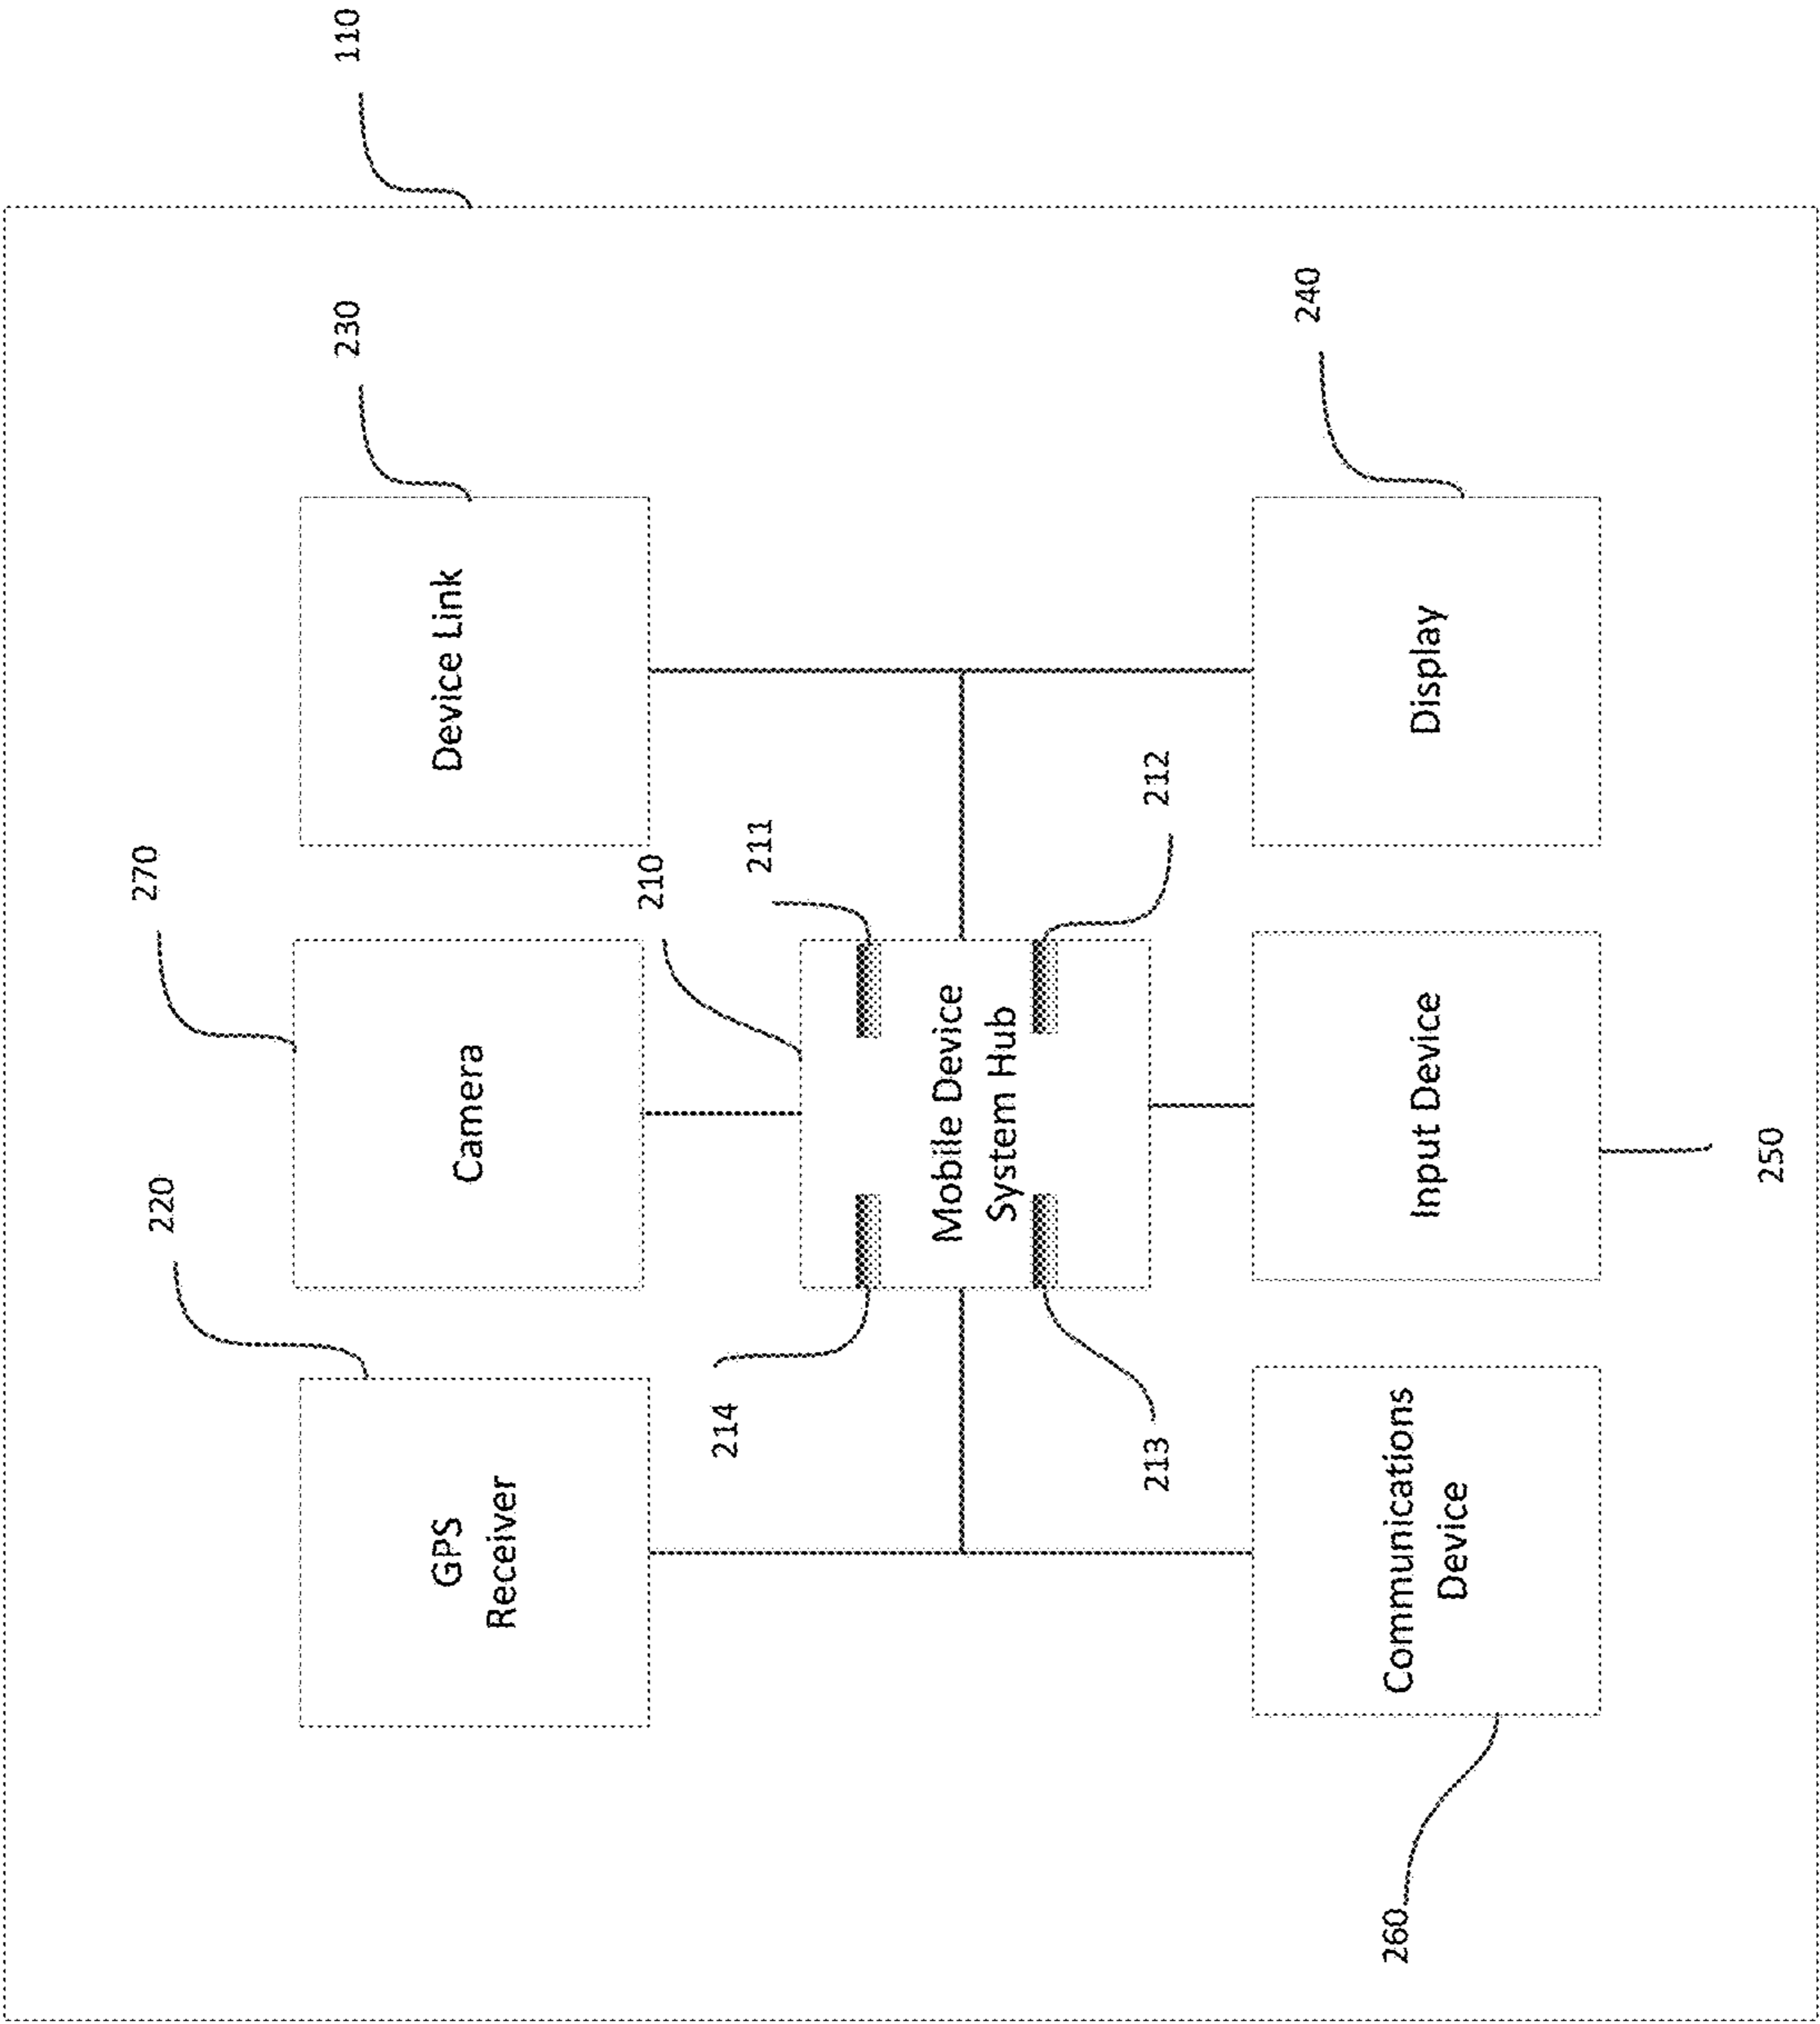 220
270
230
110
GPS
Receiver
Camera
Device Link
210
214
211
Mobile Device
System Hub
213
212
240
260
Communications
Device
Input Device
Display
250